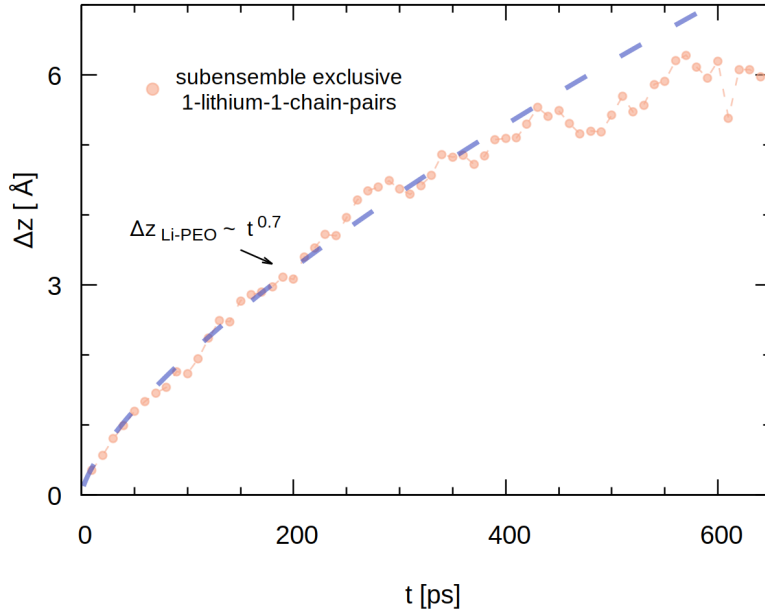 6
subensemble exclusive
1-lithium-1-chain-pairs
Δz [ Å]
Δz Li-PEO ~ t 0.7
3
0
0 200 400 600
t [ps]